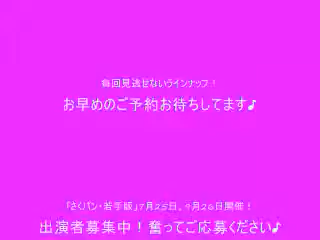 毎回見逃せないラインナップ！
お早めのご予約お待ちしてます♪
「さくパン・若手版」7月25日、9月26日開催！
出演者募集中！奮ってご応募ください♪